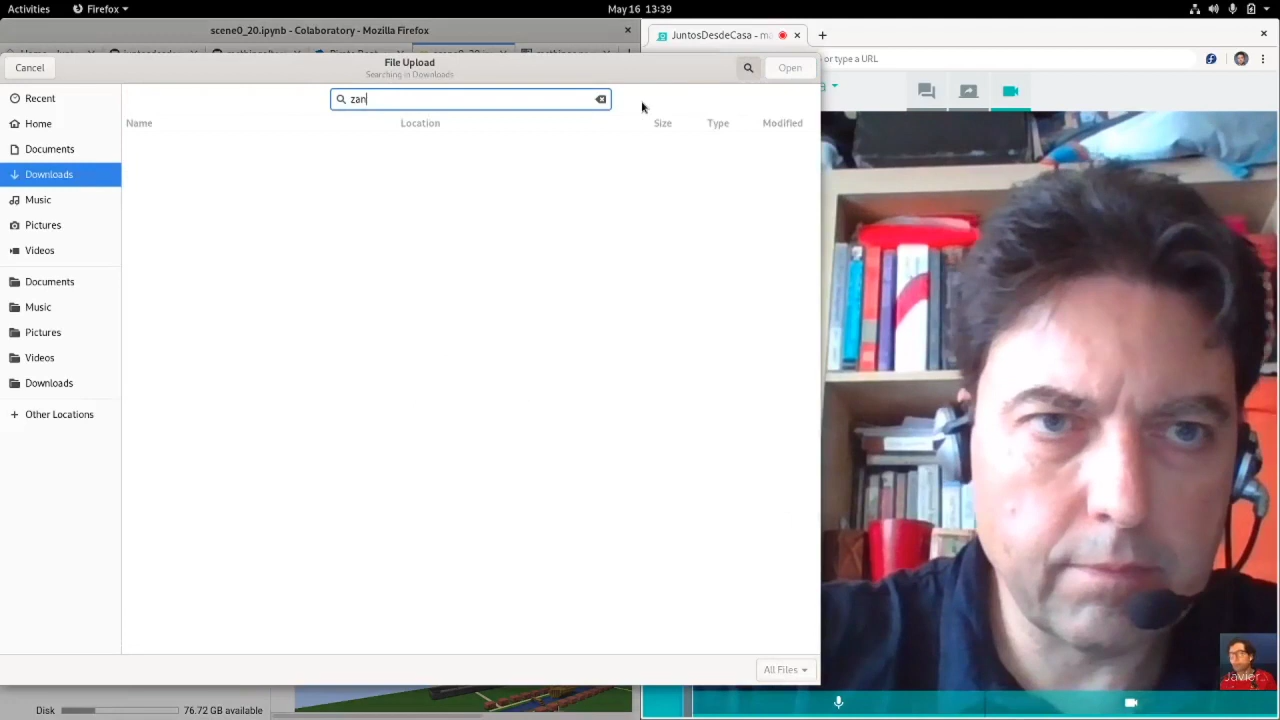 Activities Firefox May 16 13:39
scene0_20.ipynb - Colaboratory - Mozilla Firefox
JuntosDesdeCasa - m
or type a URL
File Upload
Searching in Downloads
Cancel
Open
zan
Name Location Size Type Modified
Recent
Home
Documents
Downloads
Music
Pictures
Videos
Documents
Music
Pictures
Videos
Downloads
Other Locations
All Files
Disk 76.72 GB available
Javier